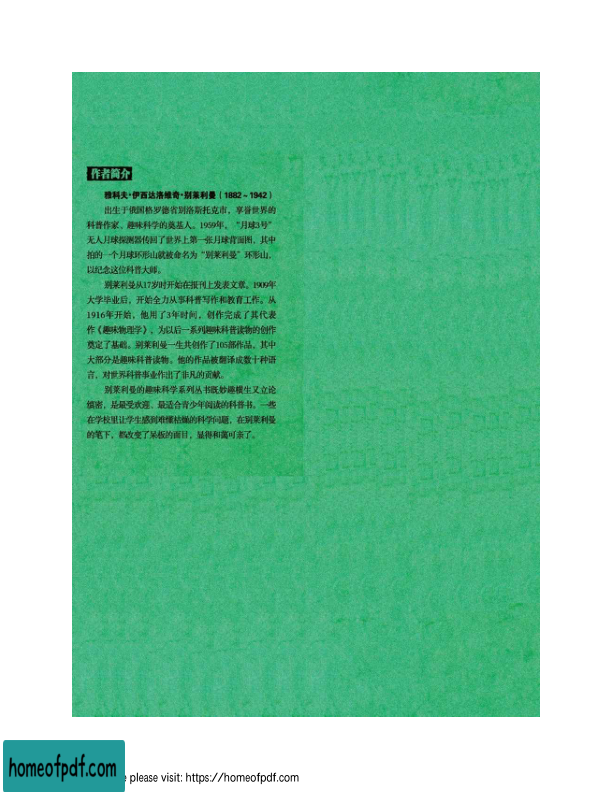 作者简介
雅科夫·伊西达洛维奇·别莱利曼（1882～1942）
出生于俄国格罗德省别洛斯托克市，享誉世界的
科普作家、趣味科学的奠基人。1959年，“月球3号”
无人月球探测器传回了世界上第一张月球背面图，其中
拍的一个月球环形山就被命名为“别莱利曼”环形山，
以纪念这位科普大师。
别莱利曼从17岁时开始在报刊上发表文章，1909年
大学毕业后，开始全力从事科普写作和教育工作。从
1916年开始，他用了3年时间，创作完成了其代表
作《趣味物理学》，为以后一系列趣味科普读物的创作
奠定了基础。别莱利曼一生共创作了105部作品，其中
大部分是趣味科普读物。他的作品被翻译成数十种语
言，对世界科普事业作出了非凡的贡献。
别莱利曼的趣味科学系列丛书既妙趣横生又立论
缜密，是最受欢迎、最适合青少年阅读的科普书。一些
在学校里让学生感到难懂枯燥的科学问题，在别莱利曼
的笔下，都改变了呆板的面目，显得和蔼可亲了。
homeofpdf.com
please visit: https://homeofpdf.com